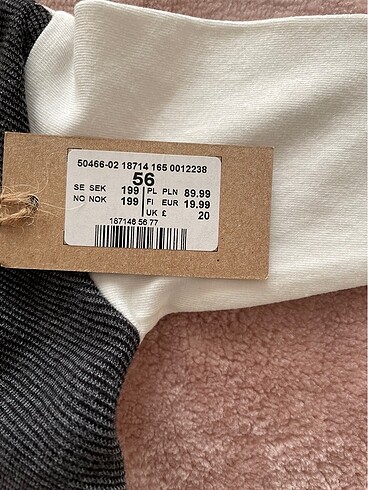 50466-02 18714 165 0012238
56
SE SEK 199 PL PLN 89.99
NO NOK 199 FI EUR 19.99
UK £ 20
167146 56 77